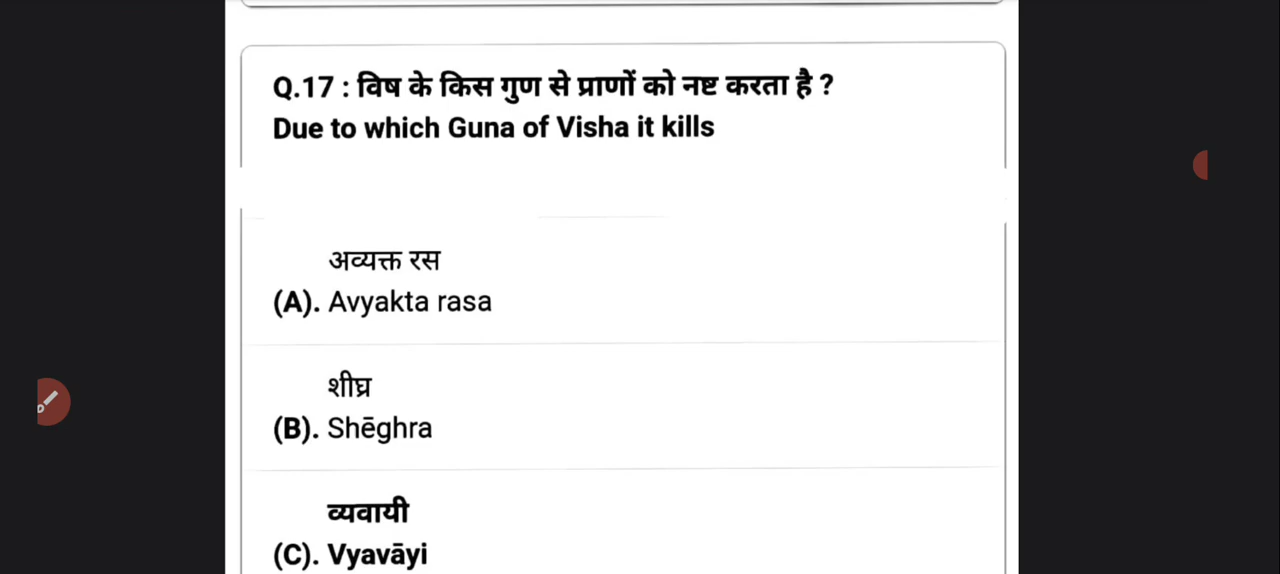 Q.17 : विष के किस गुण से प्राणों को नष्ट करता है ?
Due to which Guna of Visha it kills
अव्यक्त रस
(A). Avyakta rasa
शीघ्र
(B). Shēghra
व्यवायी
(C). Vyavāyi